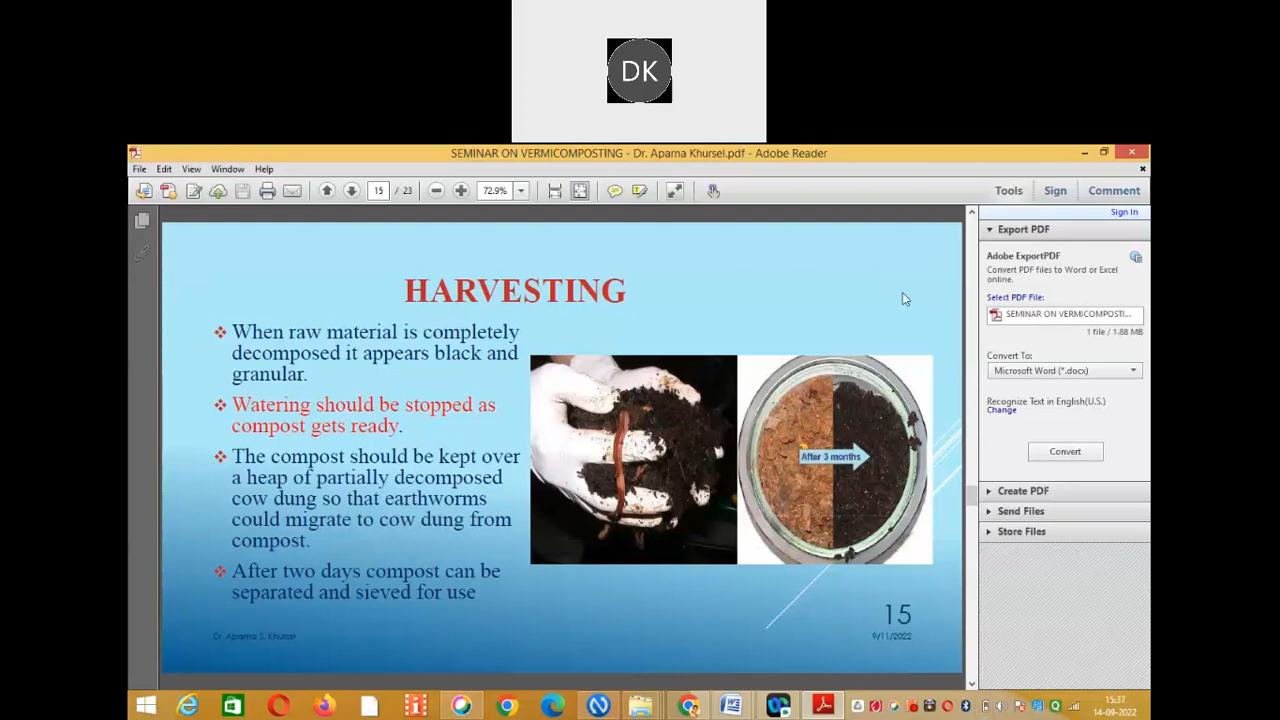 DK
SEMINAR ON VERMICOMPOSTING - Dr. Aparna Khursel.pdf - Adobe Reader
File Edit View Window Help
15 / 23 72.9% Tools Sign Comment
Sign In
Export PDF
Adobe ExportPDF
Convert PDF files to Word or Excel
online.
Select PDF File:
SEMINAR ON VERMICOMPOSTI...
1 file / 1.88 MB
Convert To:
Microsoft Word (*.docx)
Recognize Text in English(U.S.)
Change
Convert
Create PDF
Send Files
Store Files
HARVESTING
❖ When raw material is completely
decomposed it appears black and
granular.
❖ Watering should be stopped as
compost gets ready.
❖ The compost should be kept over
a heap of partially decomposed
cow dung so that earthworms
could migrate to cow dung from
compost.
❖ After two days compost can be
separated and sieved for use
After 3 months
15
Dr. Aparna S. Khursel
9/11/2022
15:37
14-09-2022